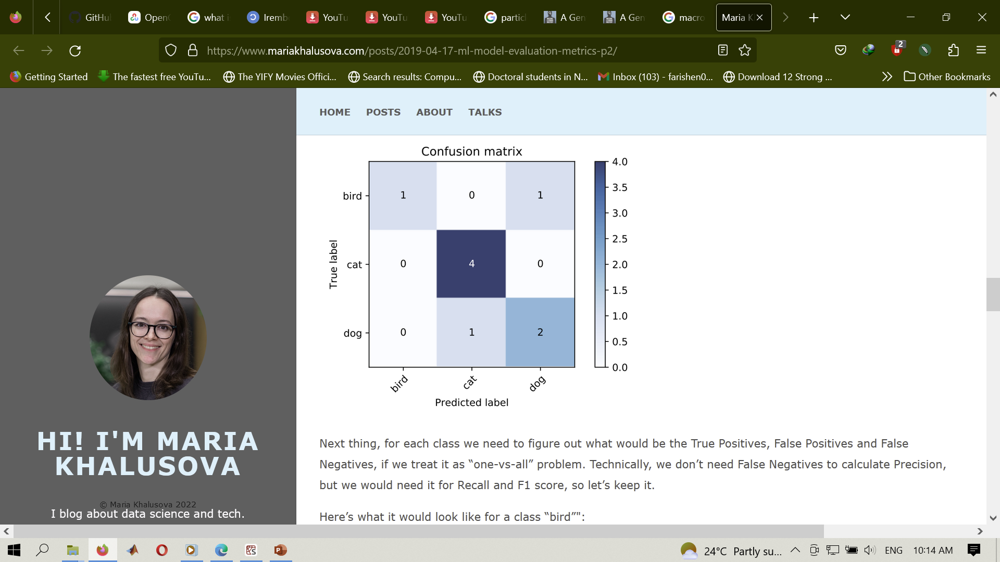 GitHu
Open
what i
Iremb
YouTu
YouTu
YouTu
partic
A Gen
A Gen
macro
Maria K
https://www.mariakhalusova.com/posts/2019-04-17-ml-model-evaluation-metrics-p2/
2
Getting Started
The fastest free YouTu...
The YIFY Movies Offici...
Search results: Compu...
Doctoral students in N...
Inbox (103) - farishen0...
Download 12 Strong ...
Other Bookmarks
HOME POSTS ABOUT TALKS
Confusion matrix
True label
bird 1 0 1
cat 0 4 0
dog 0 1 2
bird cat dog
Predicted label
4.0
3.5
3.0
2.5
2.0
1.5
1.0
0.5
0.0
HI! I'M MARIA
KHALUSOVA
© Maria Khalusova 2022
I blog about data science and tech.
Next thing, for each class we need to figure out what would be the True Positives, False Positives and False
Negatives, if we treat it as “one-vs-all” problem. Technically, we don’t need False Negatives to calculate Precision,
but we would need it for Recall and F1 score, so let’s keep it.
Here’s what it would look like for a class “bird”":
24°C Partly su...
ENG
10:14 AM